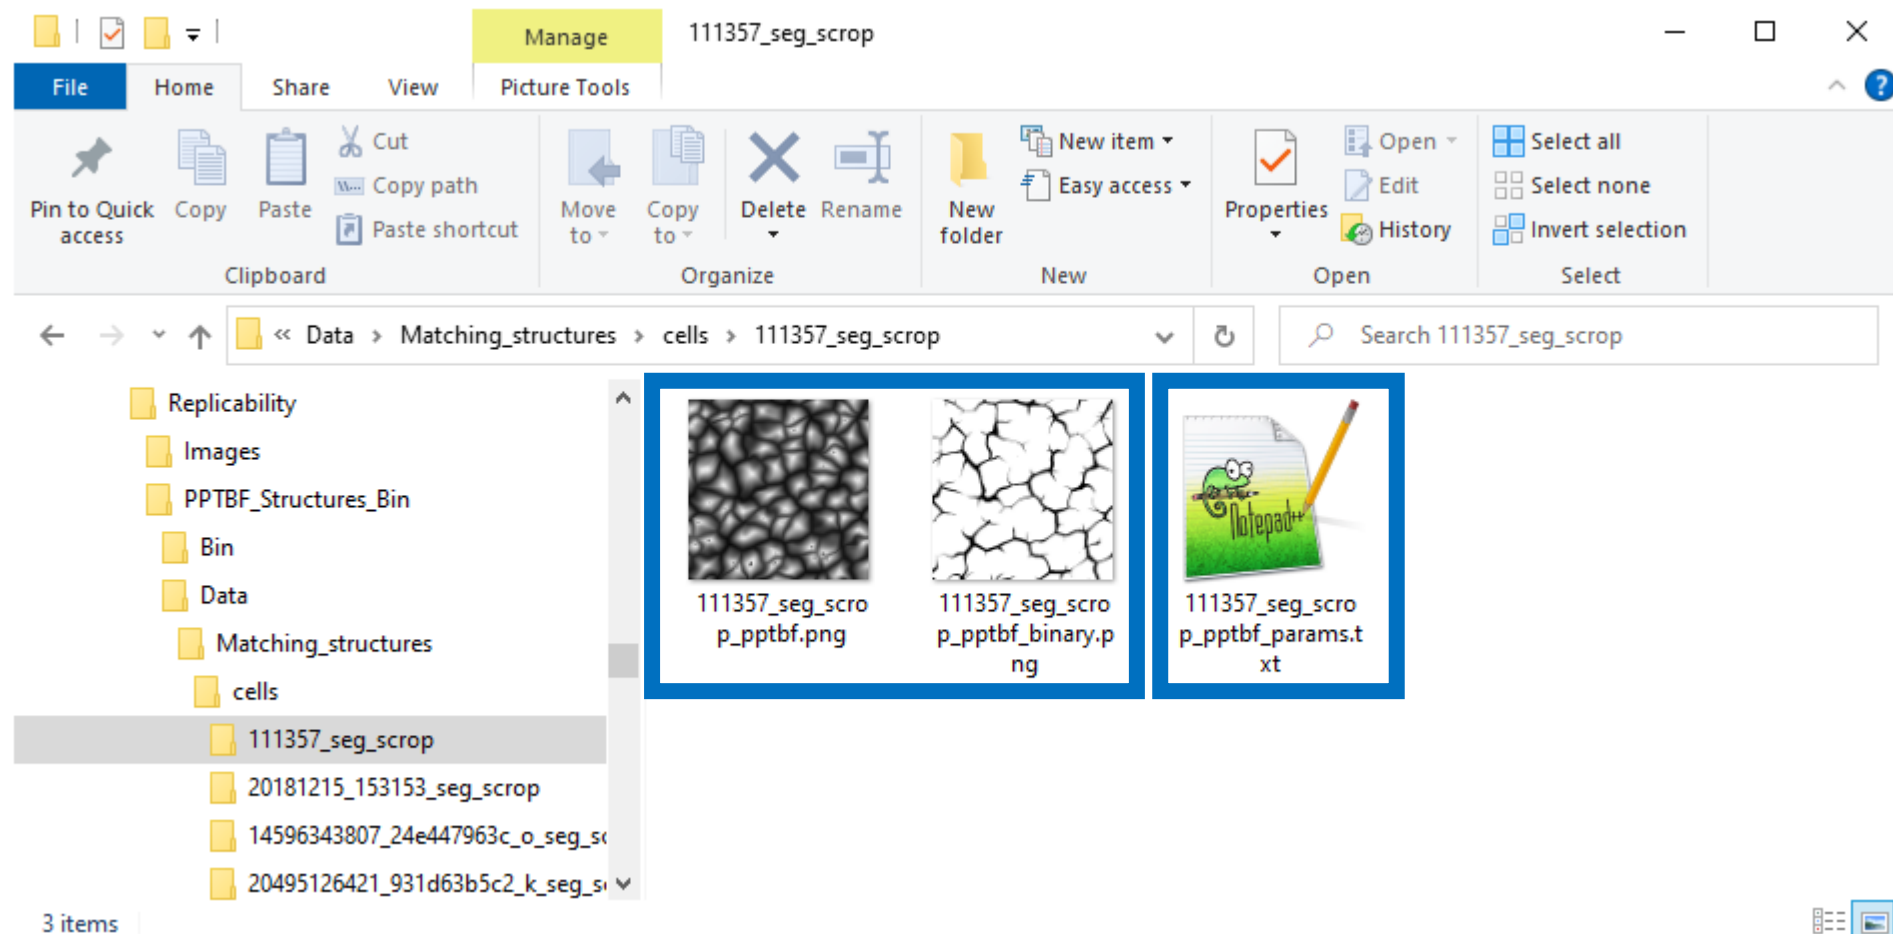 Manage
111357_seg_scrop
File Home Share View Picture Tools
Pin to Quick access
Copy
Paste
Cut
Copy path
Paste shortcut
Clipboard
Move to
Copy to
Delete
Rename
Organize
New folder
New item
Easy access
New
Properties
Open
Edit
History
Open
Select all
Select none
Invert selection
Select
« Data > Matching_structures > cells > 111357_seg_scrop
Search 111357_seg_scrop
Replicability
Images
PPTBF_Structures_Bin
Bin
Data
Matching_structures
cells
111357_seg_scrop
20181215_153153_seg_scrop
14596343807_24e447963c_o_seg_sc
20495126421_931d63b5c2_k_seg_s
111357_seg_scro
p_pptbf.png
111357_seg_scro
p_pptbf_binary.p
ng
Notepad++
111357_seg_scro
p_pptbf_params.t
xt
3 items